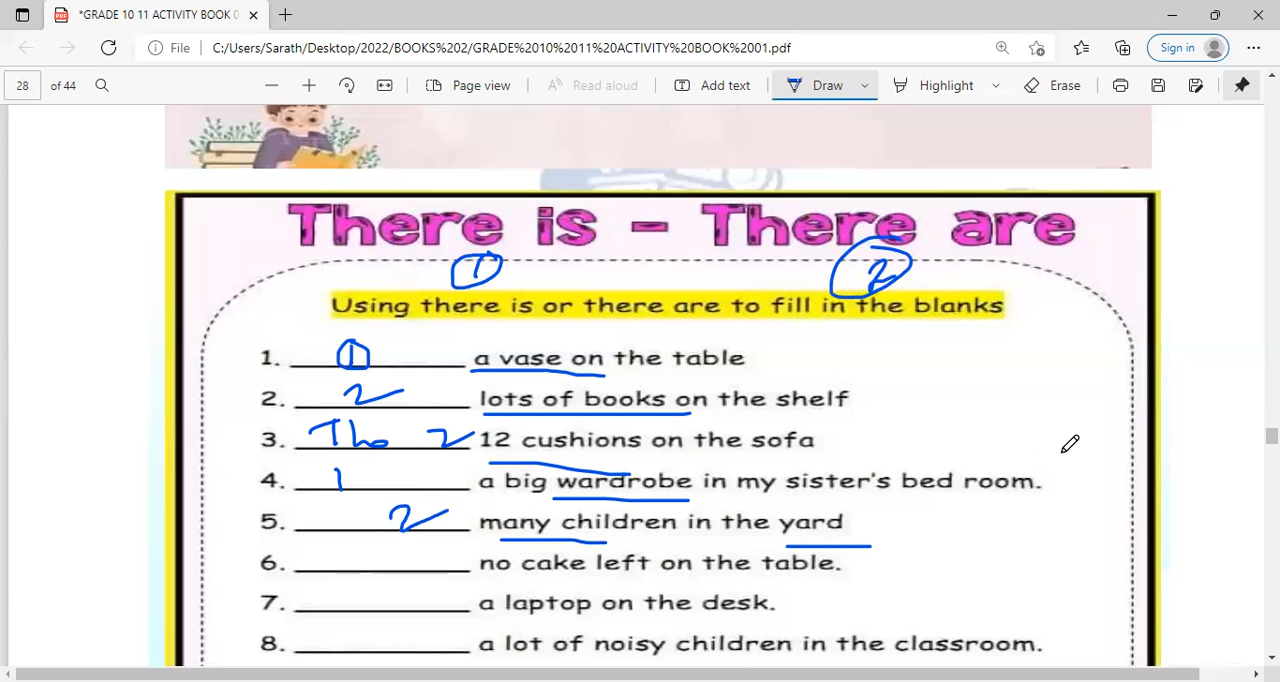 *GRADE 10 11 ACTIVITY BOOK 0
File C:/Users/Sarath/Desktop/2022/BOOKS%202/GRADE%2010%2011%20ACTIVITY%20BOOK%2001.pdf Sign in
28 of 44 Page view Read aloud Add text Draw Highlight Erase
There is - There are
1 2
Using there is or there are to fill in the blanks
1. 1 a vase on the table
2. 2 lots of books on the shelf
3. The 2 12 cushions on the sofa
4. 1 a big wardrobe in my sister's bed room.
5. 2 many children in the yard
6. no cake left on the table.
7. a laptop on the desk.
8. a lot of noisy children in the classroom.